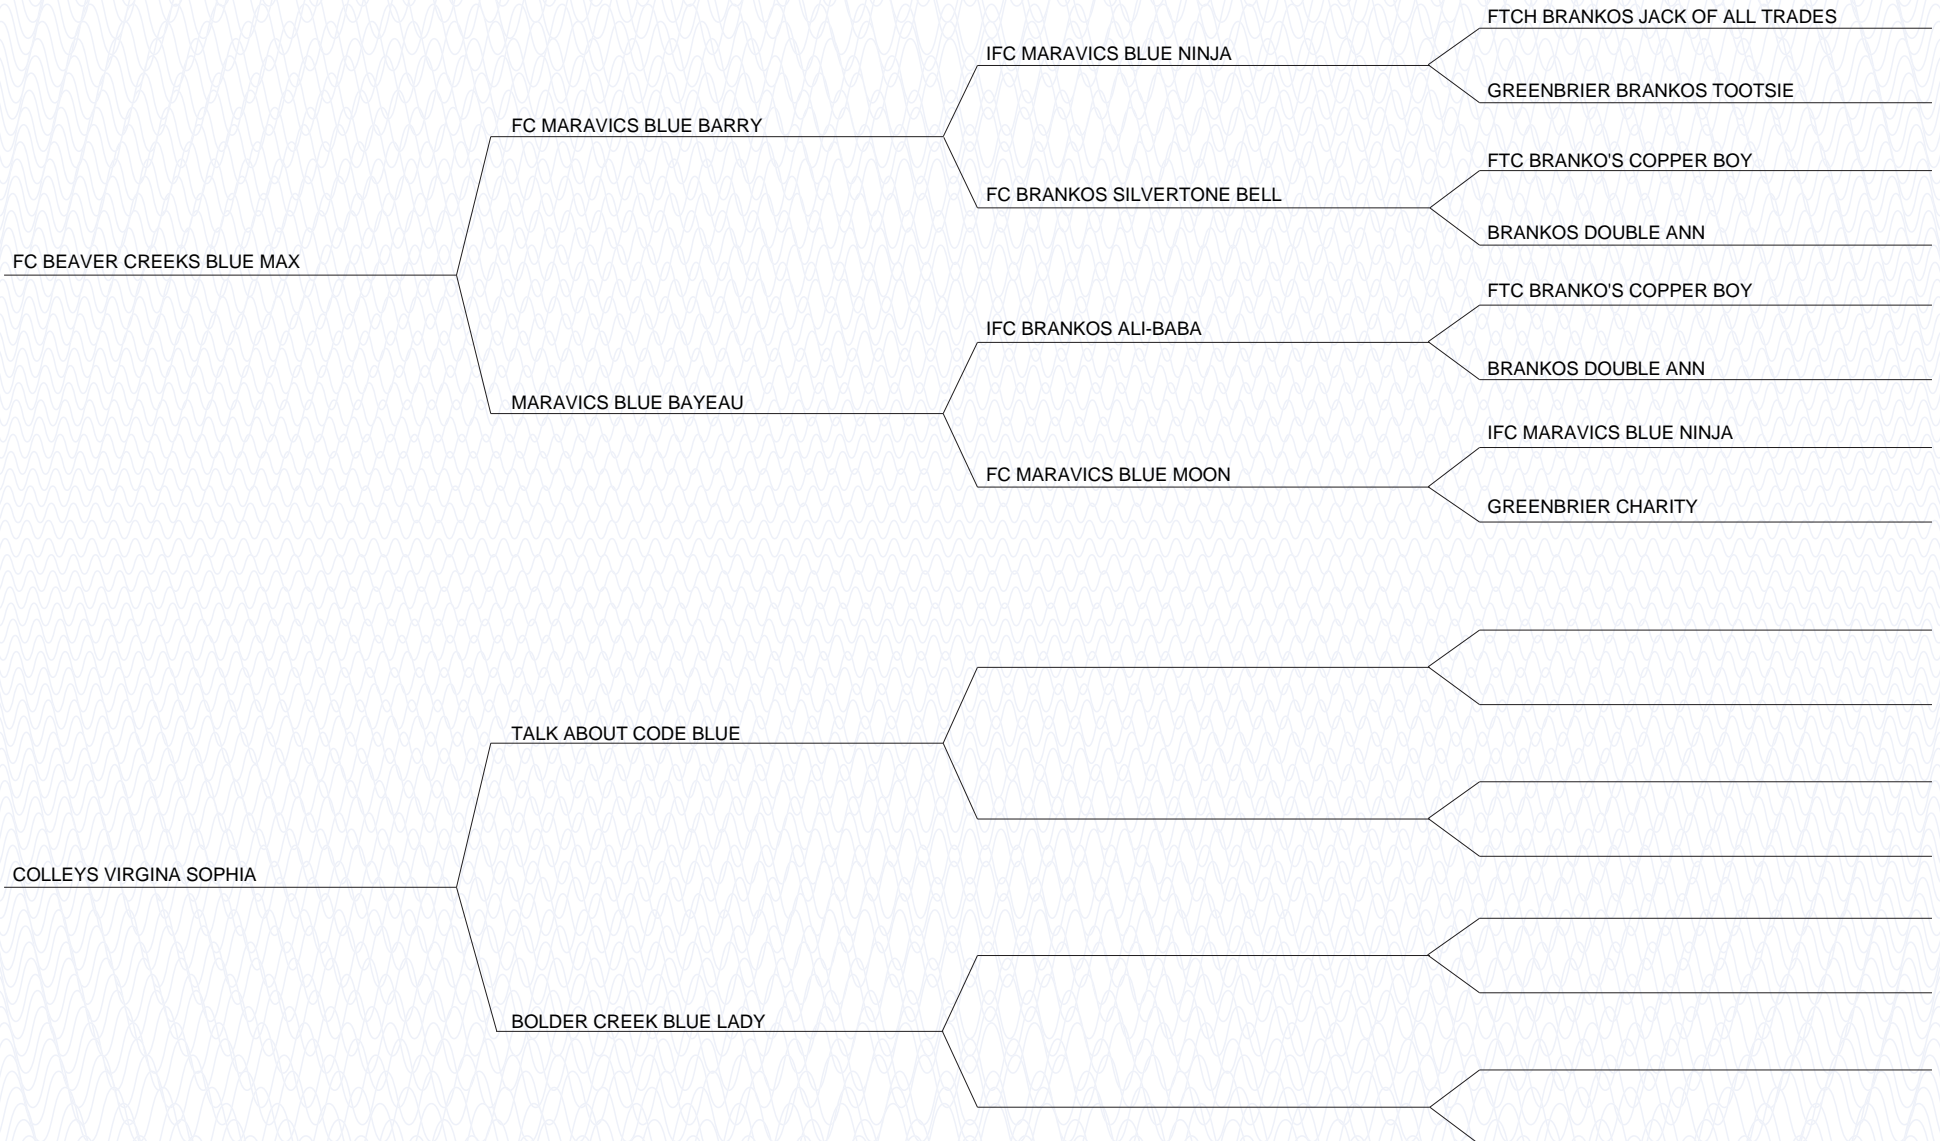 FTCH BRANKOS JACK OF ALL TRADES
IFC MARAVICS BLUE NINJA
GREENBRIER BRANKOS TOOTSIE
FC MARAVICS BLUE BARRY
FTC BRANKO'S COPPER BOY
FC BRANKOS SILVERTONE BELL
BRANKOS DOUBLE ANN
FC BEAVER CREEKS BLUE MAX
FTC BRANKO'S COPPER BOY
IFC BRANKOS ALI-BABA
BRANKOS DOUBLE ANN
MARAVICS BLUE BAYEAU
IFC MARAVICS BLUE NINJA
FC MARAVICS BLUE MOON
GREENBRIER CHARITY
TALK ABOUT CODE BLUE
COLLEYS VIRGINA SOPHIA
BOLDER CREEK BLUE LADY